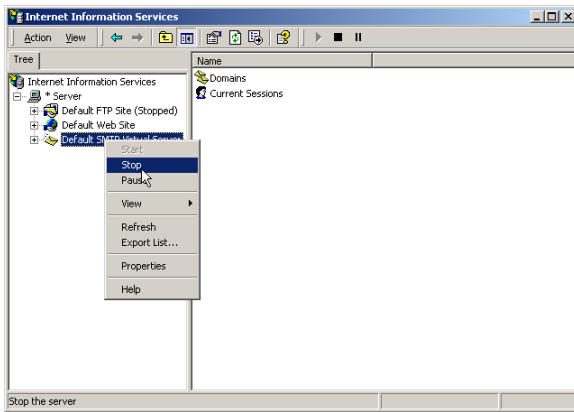 Internet Information Services
Action View
Tree
Name
Internet Information Services
* Server
Default FTP Site (Stopped)
Default Web Site
Default SMTP Virtual Server
Domains
Current Sessions
Start
Stop
Pause
View
Refresh
Export List...
Properties
Help
Stop the server